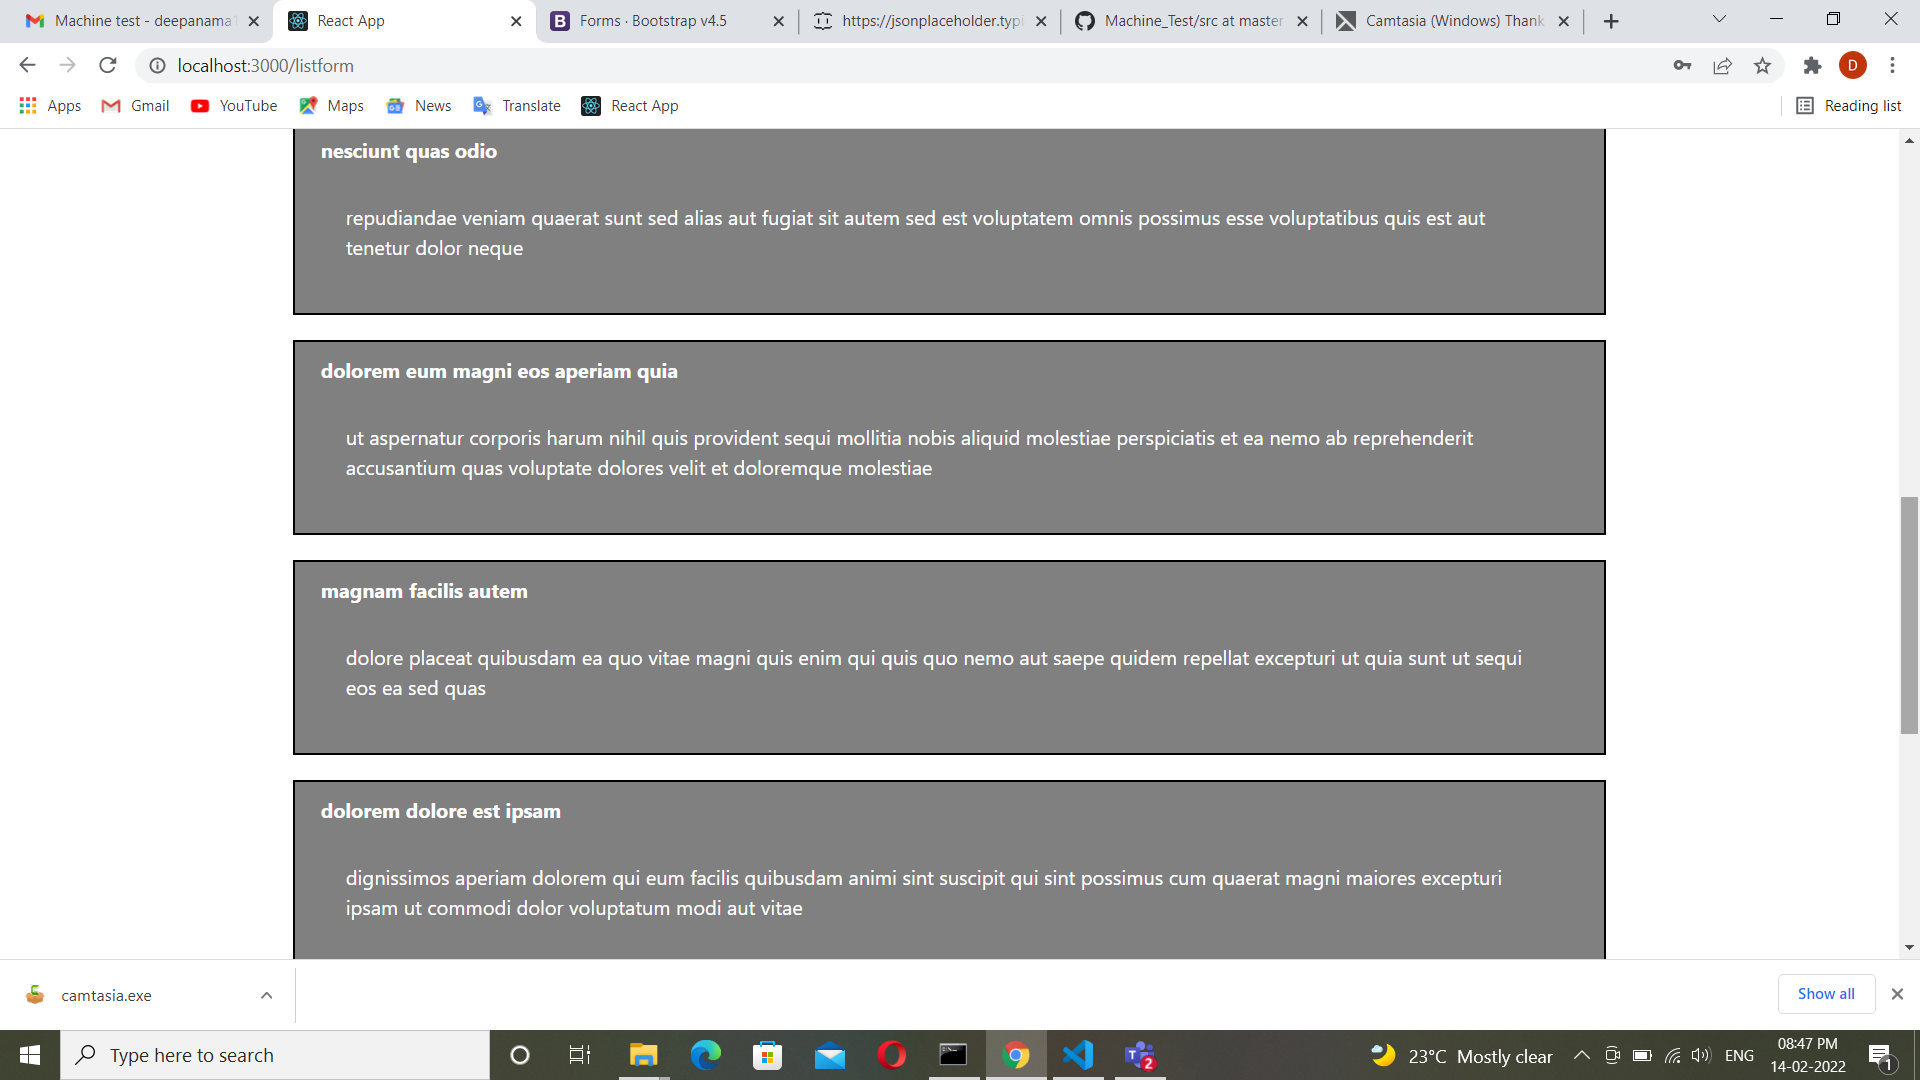 Machine test - deepanama
React App
Forms · Bootstrap v4.5
https://jsonplaceholder.typi
Machine_Test/src at master
Camtasia (Windows) Thank
localhost:3000/listform
D
Apps
Gmail
YouTube
Maps
News
Translate
React App
Reading list
nesciunt quas odio
repudiandae veniam quaerat sunt sed alias aut fugiat sit autem sed est voluptatem omnis possimus esse voluptatibus quis est aut
tenetur dolor neque
dolorem eum magni eos aperiam quia
ut aspernatur corporis harum nihil quis provident sequi mollitia nobis aliquid molestiae perspiciatis et ea nemo ab reprehenderit
accusantium quas voluptate dolores velit et doloremque molestiae
magnam facilis autem
dolore placeat quibusdam ea quo vitae magni quis enim qui quis quo nemo aut saepe quidem repellat excepturi ut quia sunt ut sequi
eos ea sed quas
dolorem dolore est ipsam
dignissimos aperiam dolorem qui eum facilis quibusdam animi sint suscipit qui sint possimus cum quaerat magni maiores excepturi
ipsam ut commodi dolor voluptatum modi aut vitae
camtasia.exe
Show all
Type here to search
2
23°C Mostly clear
ENG
08:47 PM
14-02-2022
1